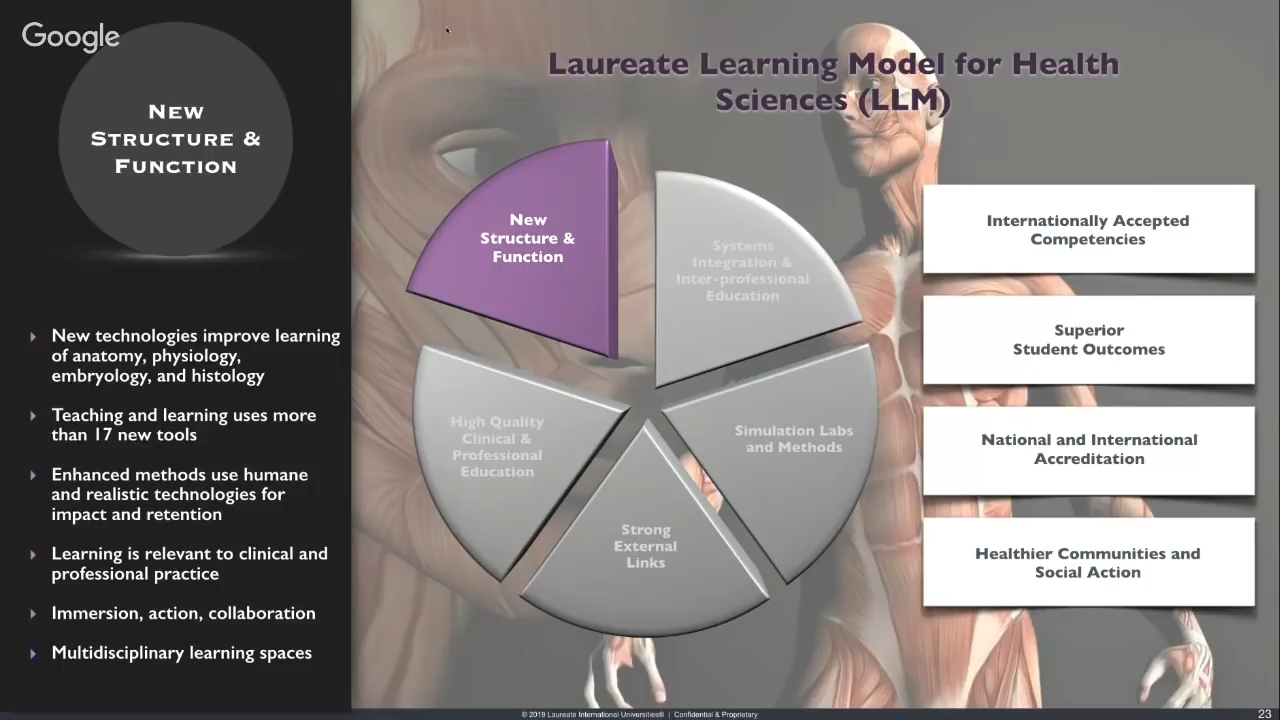 Google
NEW
STRUCTURE &
FUNCTION
New technologies improve learning
of anatomy, physiology,
embryology, and histology
Teaching and learning uses more
than 17 new tools
Enhanced methods use humane
and realistic technologies for
impact and retention
Learning is relevant to clinical and
professional practice
Immersion, action, collaboration
Multidisciplinary learning spaces
Laureate Learning Model for Health
Sciences (LLM)
New
Structure &
Function
Systems
Integration &
Inter-professional
Education
High Quality
Clinical &
Professional
Education
Simulation Labs
and Methods
Strong
External
Links
Internationally Accepted
Competencies
Superior
Student Outcomes
National and International
Accreditation
Healthier Communities and
Social Action
© 2019 Laureate International Universities® | Confidential & Proprietary
23